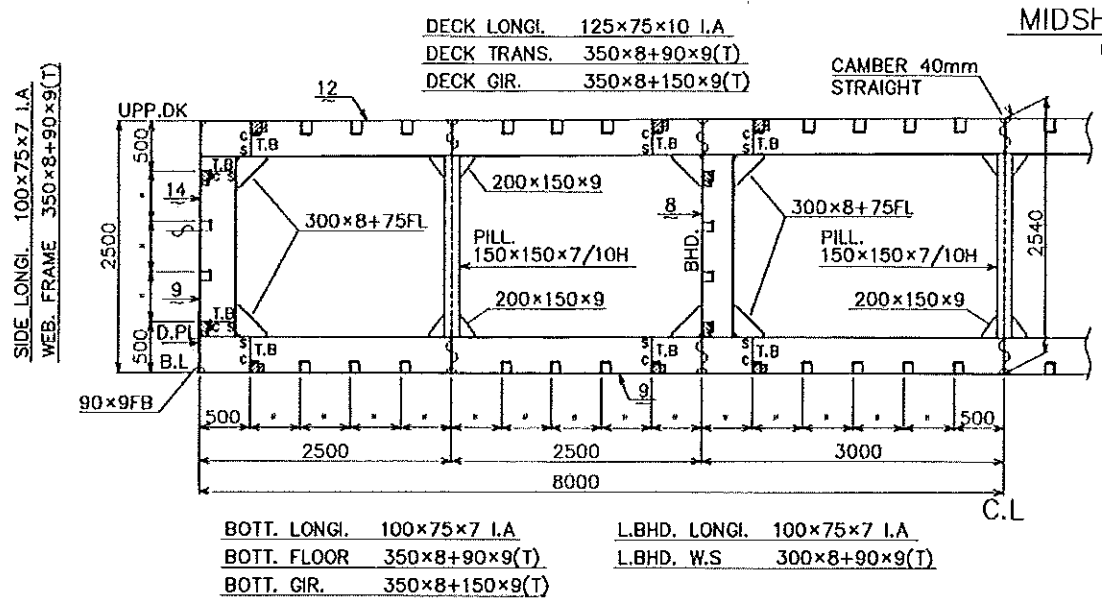 MIDSH
DECK LONGI. 125×75×10 I.A
DECK TRANS. 350×8+90×9(T)
DECK GIR. 350×8+150×9(T)
CAMBER 40mm
STRAIGHT
SIDE LONGI. 100×75×7 I.A
WEB. FRAME 350×8+90×9(T)
UPP.DK
12
500
14
9
2500
500
D.PL
B.L
90×9FB
C
S
T.B
T.B
C S
T.B
C S
S
C
T.B
300×8+75FL
200×150×9
PILL.
150×150×7/10H
200×150×9
C
S
T.B
S
C
T.B
8
BHD.
C
S
T.B
S
C
T.B
300×8+75FL
PILL.
150×150×7/10H
200×150×9
2540
9
500 " " " " " " " " " " " " 500
2500 2500 3000
8000
C.L
BOTT. LONGI. 100×75×7 I.A
BOTT. FLOOR 350×8+90×9(T)
BOTT. GIR. 350×8+150×9(T)
L.BHD. LONGI. 100×75×7 I.A
L.BHD. W.S 300×8+90×9(T)